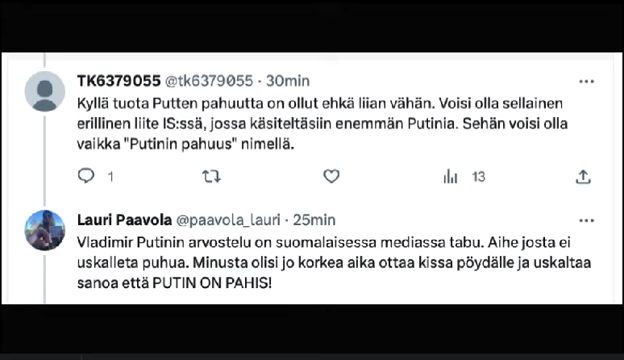 TK6379055 @tk6379055 · 30min
Kyllä tuota Putten pahuutta on ollut ehkä liian vähän. Voisi olla sellainen
erillinen liite IS:ssä, jossa käsiteltäsiin enemmän Putinia. Sehän voisi olla
vaikka "Putinin pahuus" nimellä.
1 13
Lauri Paavola @paavola_lauri · 25min
Vladimir Putinin arvostelu on suomalaisessa mediassa tabu. Aihe josta ei
uskalleta puhua. Minusta olisi jo korkea aika ottaa kissa pöydälle ja uskaltaa
sanoa että PUTIN ON PAHIS!